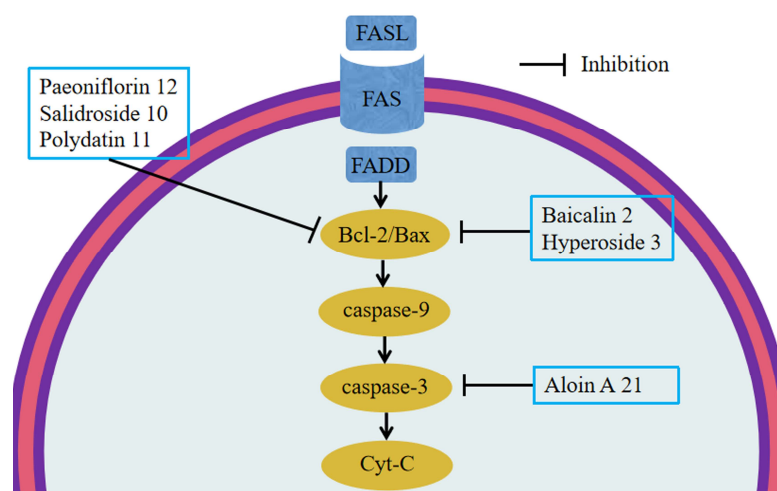 FASL
Inhibition
FAS
Paeoniflorin 12
Salidroside 10
Polydatin 11
FADD
Bcl-2/Bax
Baicalin 2
Hyperoside 3
caspase-9
caspase-3
Aloin A 21
Cyt-C